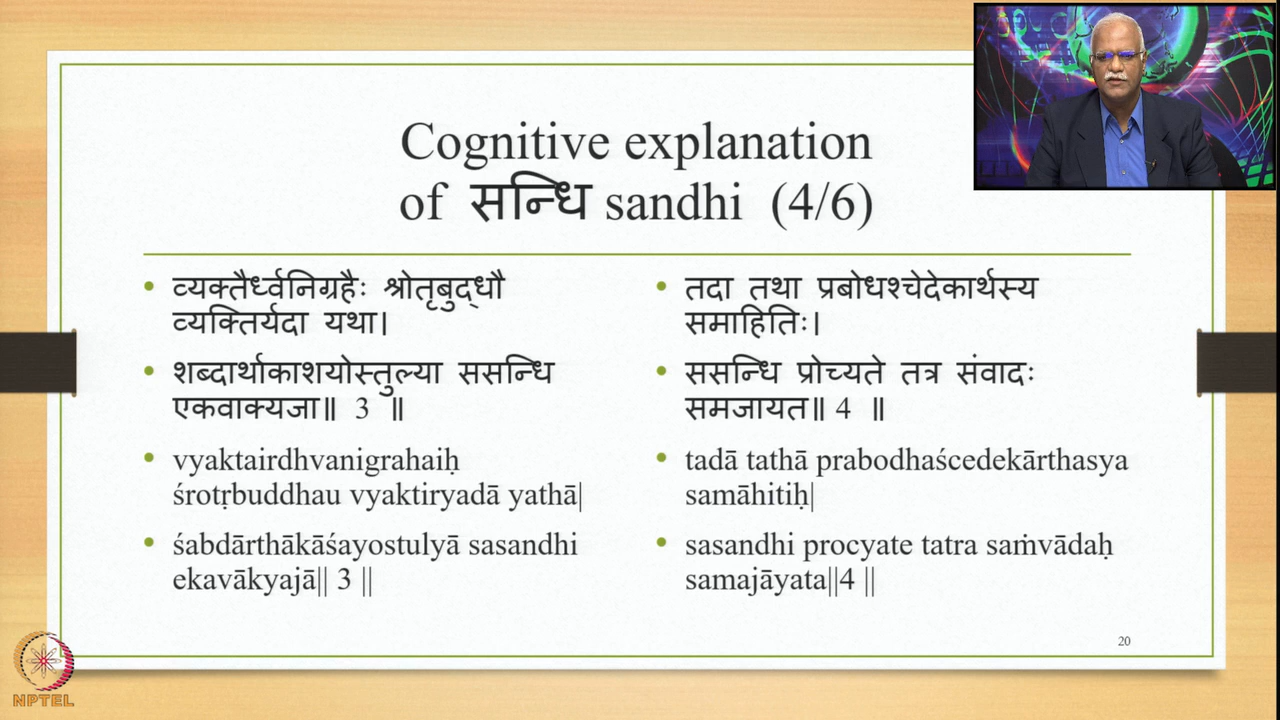 Cognitive explanation
of सन्धि sandhi (4/6)
• व्यक्तैर्ध्वनिग्रहैः श्रोतृबुद्धौ
व्यक्तिर्यदा यथा।
• शब्दार्थाकाशयोस्तुल्या ससन्धि
एकवाक्यजा॥ 3 ॥
• vyaktairdhvanigrahaiḥ
śrotṛbuddhau vyaktiryadā yathā|
• śabdārthākāśayostulyā sasandhi
ekavākyajā|| 3 ||
• तदा तथा प्रबोधश्चेदेकार्थस्य
समाहितिः।
• ससन्धि प्रोच्यते तत्र संवादः
समजायत॥ 4 ॥
• tadā tathā prabodhaścedekārthasya
samāhitiḥ|
• sasandhi procyate tatra saṁvādaḥ
samajāyata||4 ||
20
NPTEL